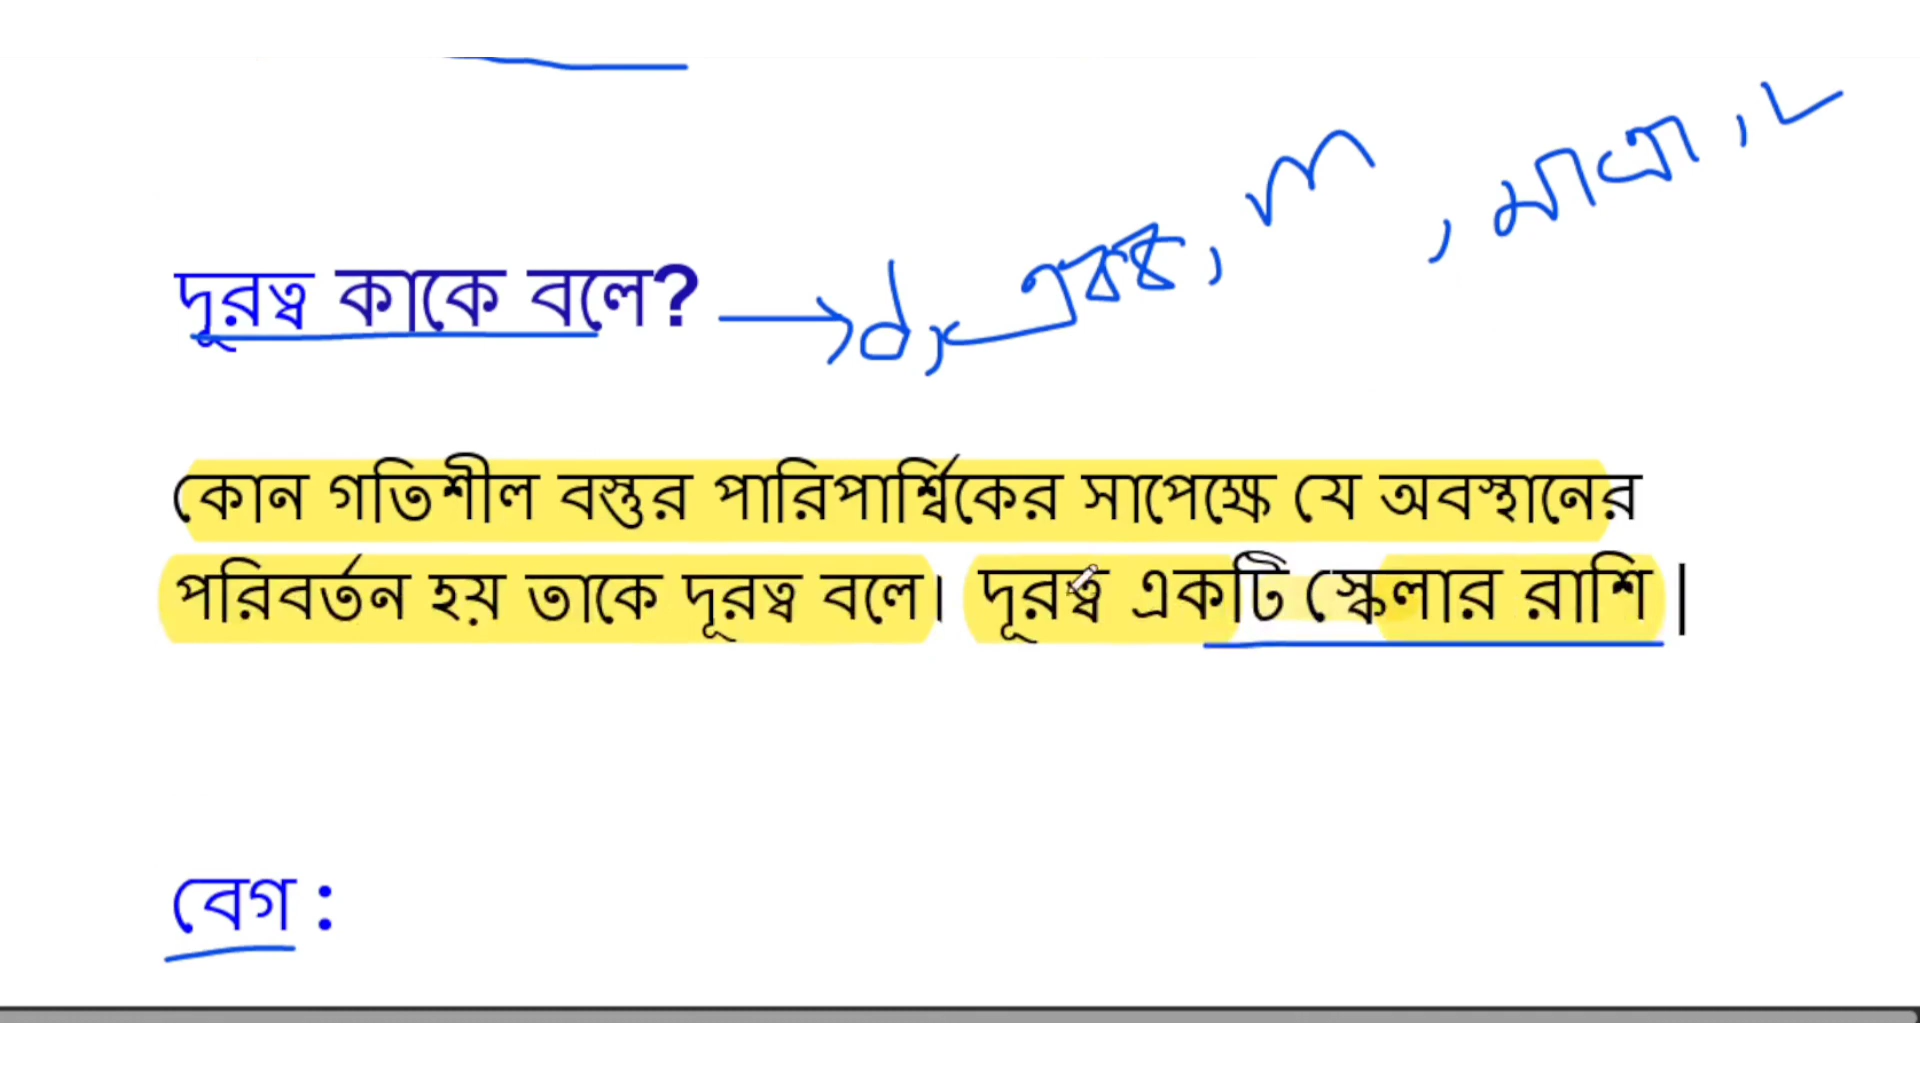 দূরত্ব কাকে বলে? → d, একক, m, মাত্রা, L
কোন গতিশীল বস্তুর পারিপার্শ্বিকের সাপেক্ষে যে অবস্থানের
পরিবর্তন হয় তাকে দূরত্ব বলে। দূরত্ব একটি স্কেলার রাশি |
বেগ :